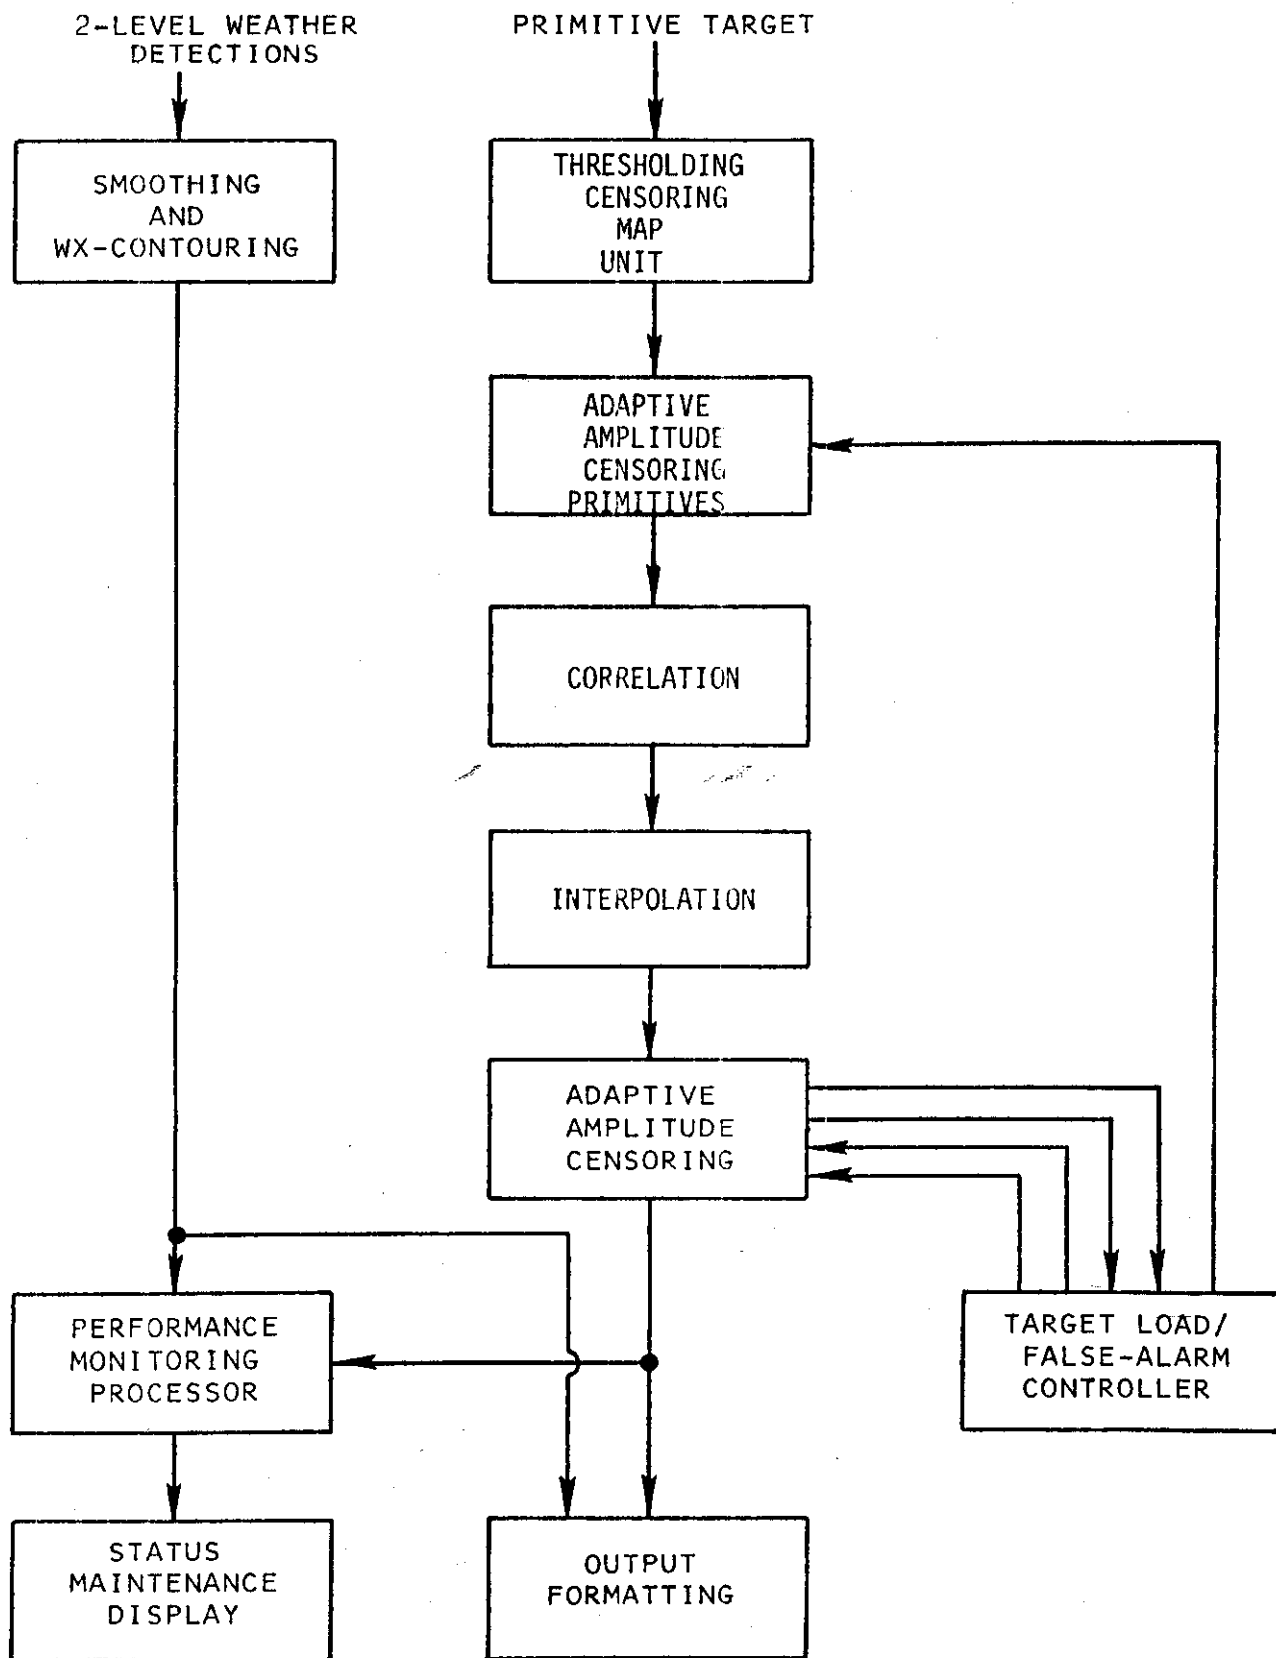 2-LEVEL WEATHER
DETECTIONS
PRIMITIVE TARGET
SMOOTHING
AND
WX-CONTOURING
THRESHOLDING
CENSORING
MAP
UNIT
ADAPTIVE
AMPLITUDE
CENSORING
PRIMITIVES
CORRELATION
INTERPOLATION
ADAPTIVE
AMPLITUDE
CENSORING
PERFORMANCE
MONITORING
PROCESSOR
TARGET LOAD/
FALSE-ALARM
CONTROLLER
STATUS
MAINTENANCE
DISPLAY
OUTPUT
FORMATTING